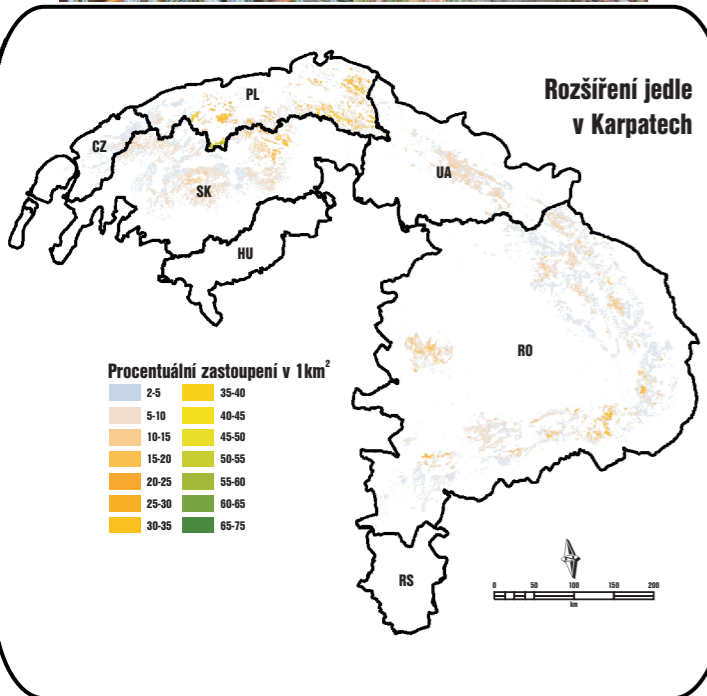 Rozšíření jedle
v Karpatech
PL
CZ
SK
UA
HU
RO
RS
Procentuální zastoupení v 1km²
2-5
5-10
10-15
15-20
20-25
25-30
30-35
35-40
40-45
45-50
50-55
55-60
60-65
65-75
0 50 100 150 200
km